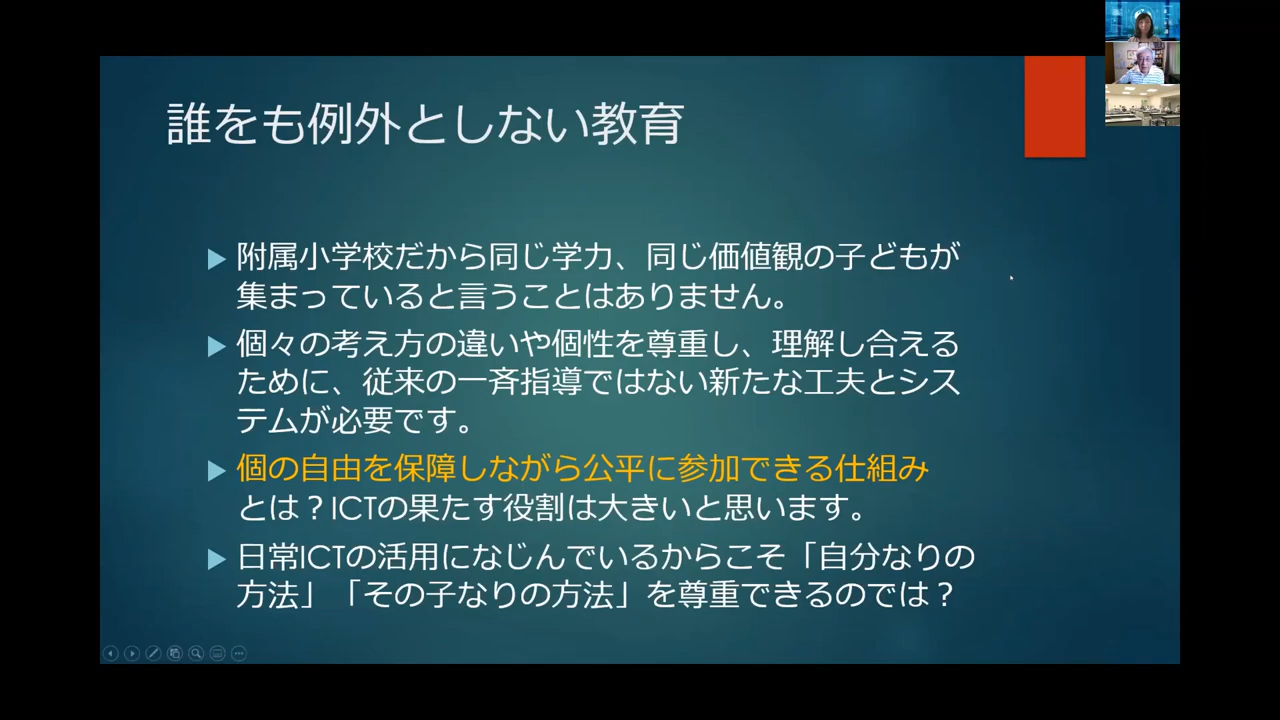 誰をも例外としない教育
附属小学校だから同じ学力、同じ価値観の子どもが
集まっていると言うことはありません。
個々の考え方の違いや個性を尊重し、理解し合える
ために、従来の一斉指導ではない新たな工夫とシス
テムが必要です。
個の自由を保障しながら公平に参加できる仕組み
とは？ICTの果たす役割は大きいと思います。
日常ICTの活用になじんでいるからこそ「自分なりの
方法」「その子なりの方法」を尊重できるのでは？